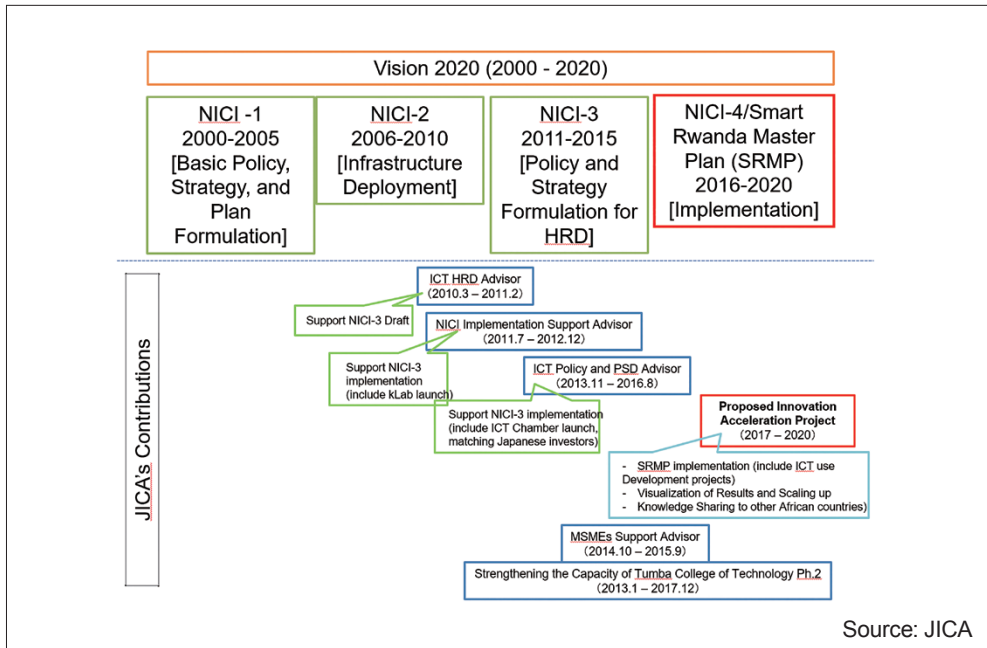 Vision 2020 (2000 - 2020)
NICI -1
2000-2005
[Basic Policy,
Strategy, and
Plan
Formulation]
NICI-2
2006-2010
[Infrastructure
Deployment]
NICI-3
2011-2015
[Policy and
Strategy
Formulation for
HRD]
NICI-4/Smart
Rwanda Master
Plan (SRMP)
2016-2020
[Implementation]
JICA's Contributions
ICT HRD Advisor
(2010.3 – 2011.2)
Support NICI-3 Draft
NICI Implementation Support Advisor
(2011.7 – 2012.12)
Support NICI-3
implementation
(include kLab launch)
ICT Policy and PSD Advisor
(2013.11 – 2016.8)
Support NICI-3 implementation
(include ICT Chamber launch,
matching Japanese investors)
Proposed Innovation
Acceleration Project
(2017 – 2020)
- SRMP implementation (include ICT use
Development projects)
- Visualization of Results and Scaling up
- Knowledge Sharing to other African countries)
MSMEs Support Advisor
(2014.10 – 2015.9)
Strengthening the Capacity of Tumba College of Technology Ph.2
(2013.1 – 2017.12)
Source: JICA